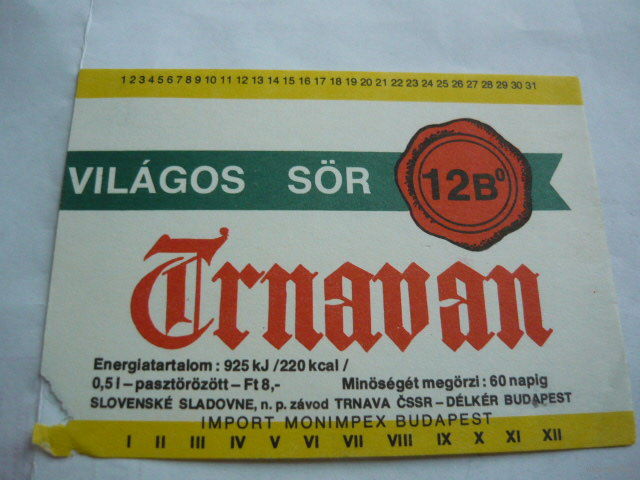 1 2 3 4 5 6 7 8 9 10 11 12 13 14 15 16 17 18 19 20 21 22 23 24 25 26 27 28 29 30 31
VILÁGOS SÖR 12B⁰
Trnavan
Energiatartalom : 925 kJ /220 kcal /
0,5 l – pasztörözött – Ft 8,- Minöségét megörzi : 60 napig
SLOVENSKÉ SLADOVNE, n. p. závod TRNAVA ČSSR – DÉLKÉR BUDAPEST
IMPORT MONIMPEX BUDAPEST
I II III IV V VI VII VIII IX X XI XII